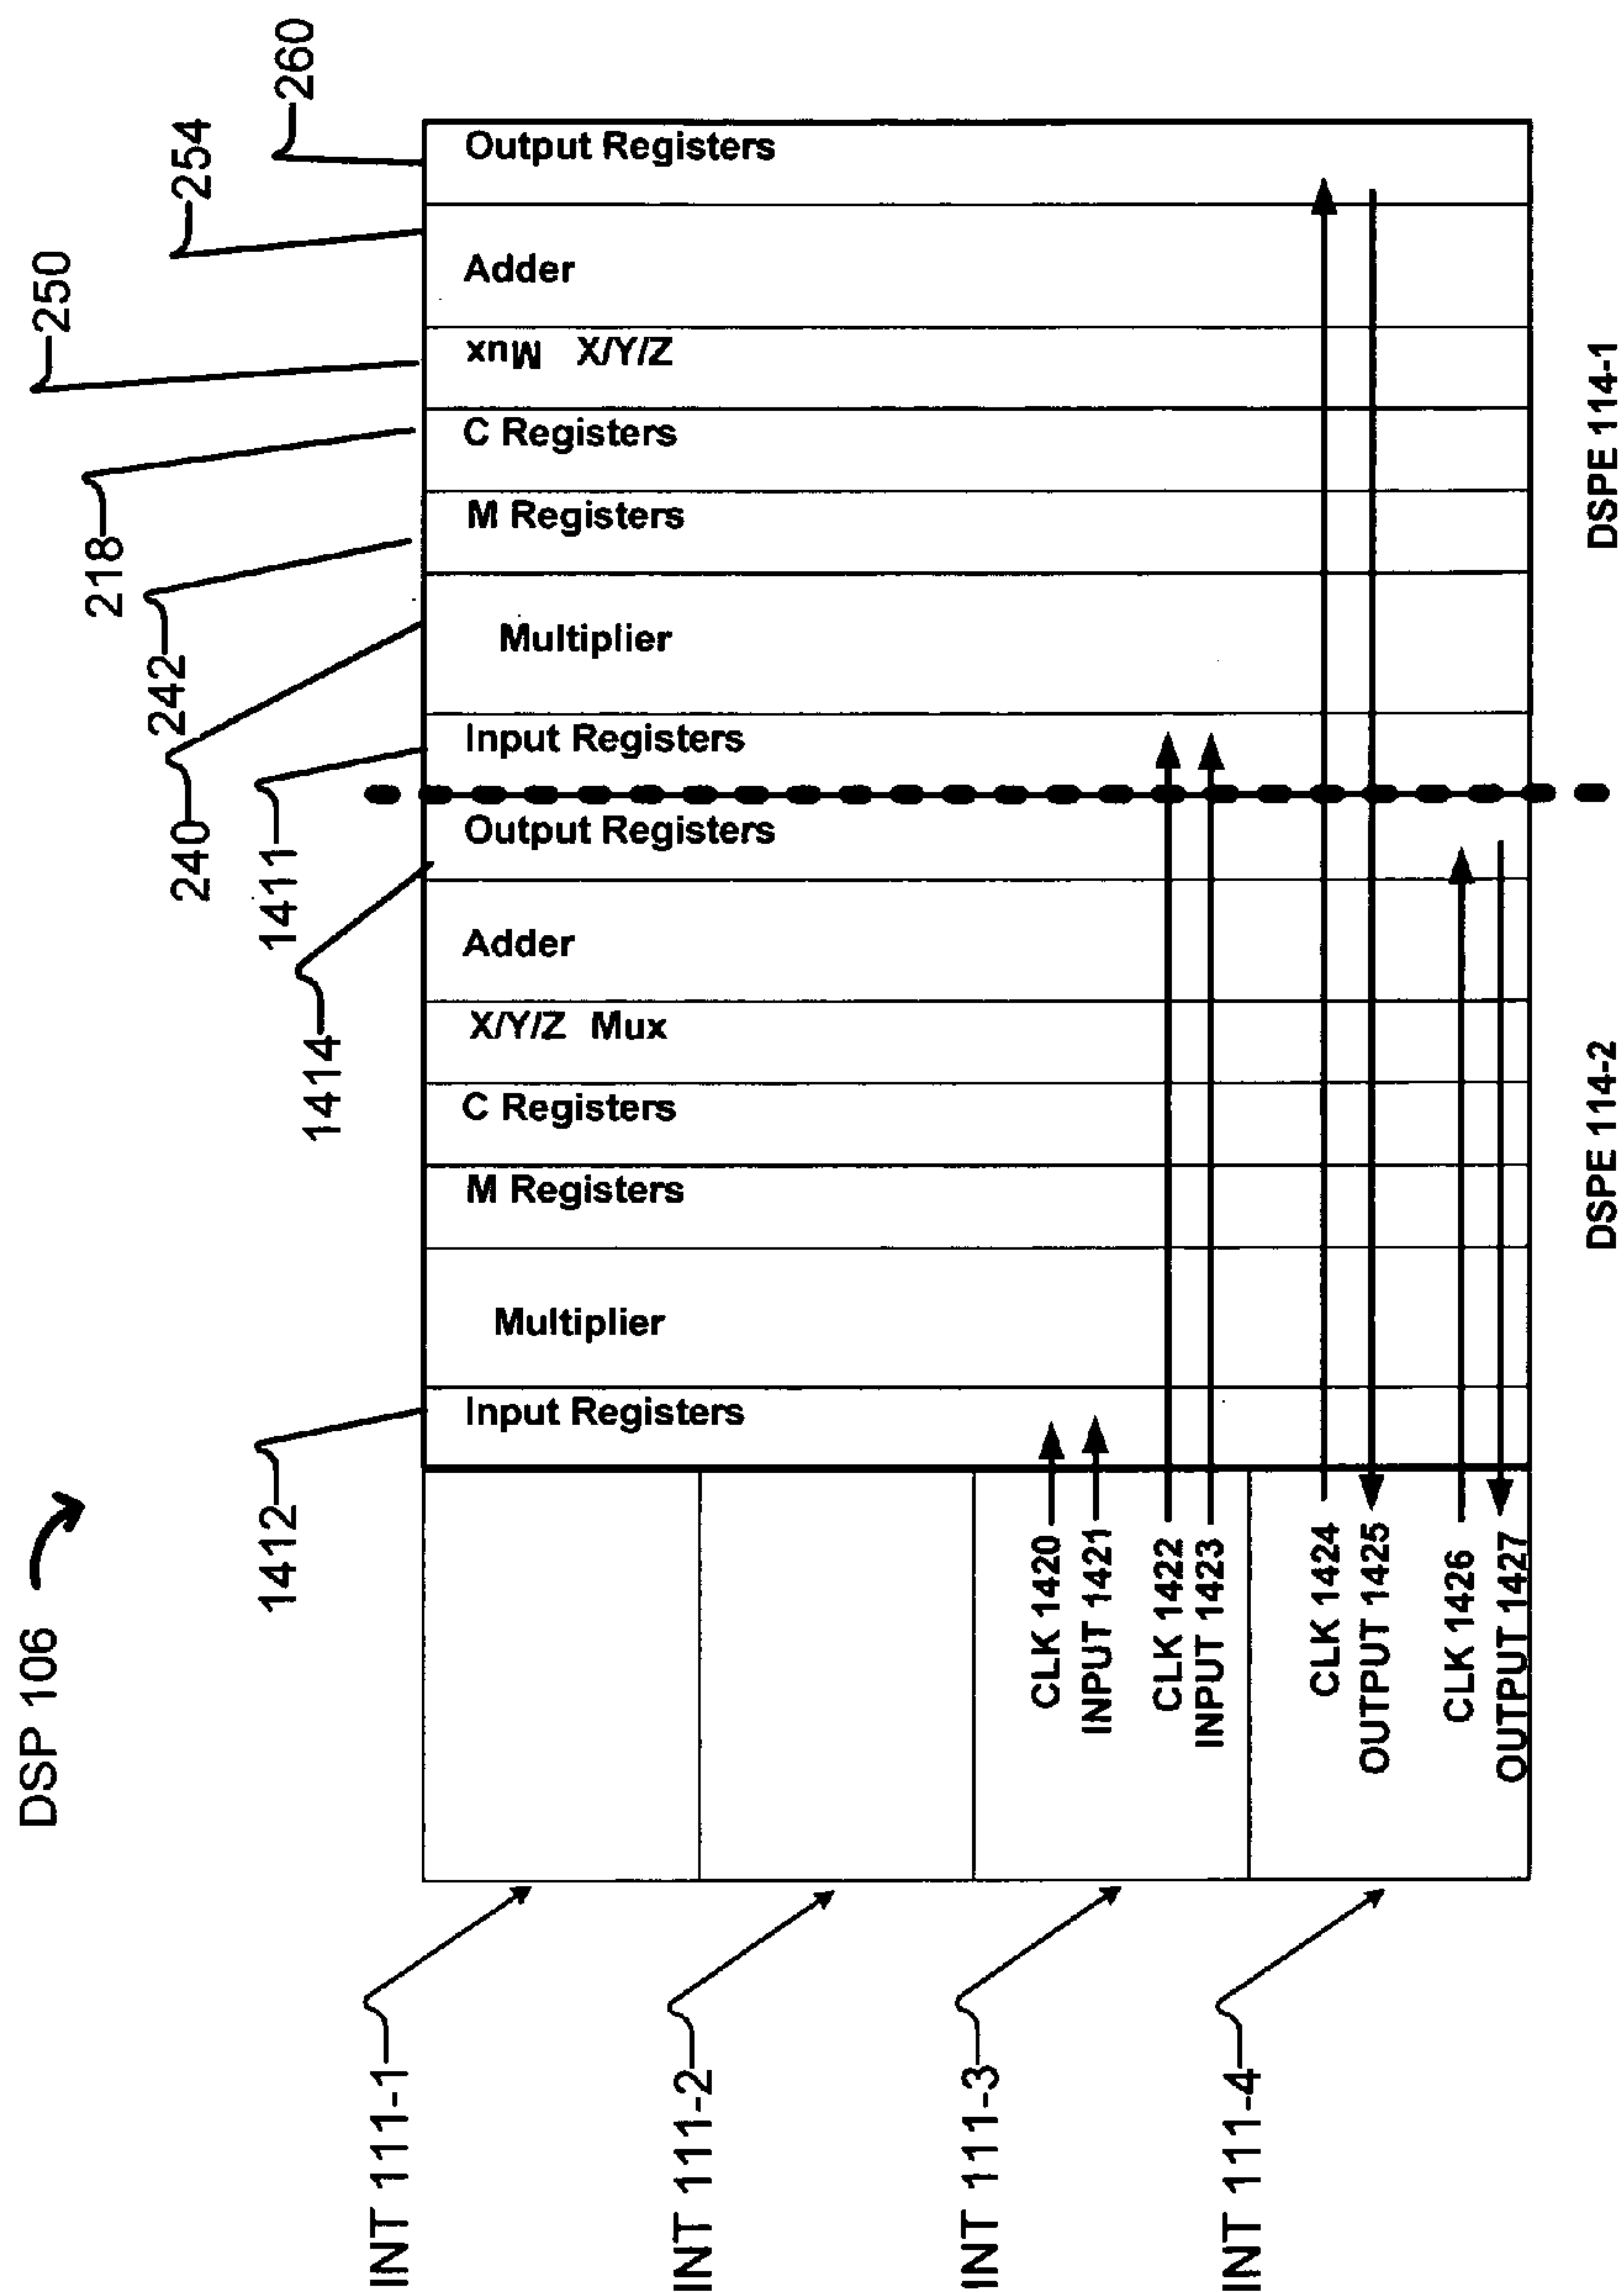 DSP 106
260
254
250
218
242
240
1411
1414
1412
Output Registers
Adder
X/Y/Z Mux
C Registers
M Registers
Multiplier
Input Registers
Output Registers
Adder
X/Y/Z Mux
C Registers
M Registers
Multiplier
Input Registers
DSPE 114-1
DSPE 114-2
CLK 1420
INPUT 1421
CLK 1422
INPUT 1423
CLK 1424
OUTPUT 1425
CLK 1426
OUTPUT 1427
INT 111-1
INT 111-2
INT 111-3
INT 111-4